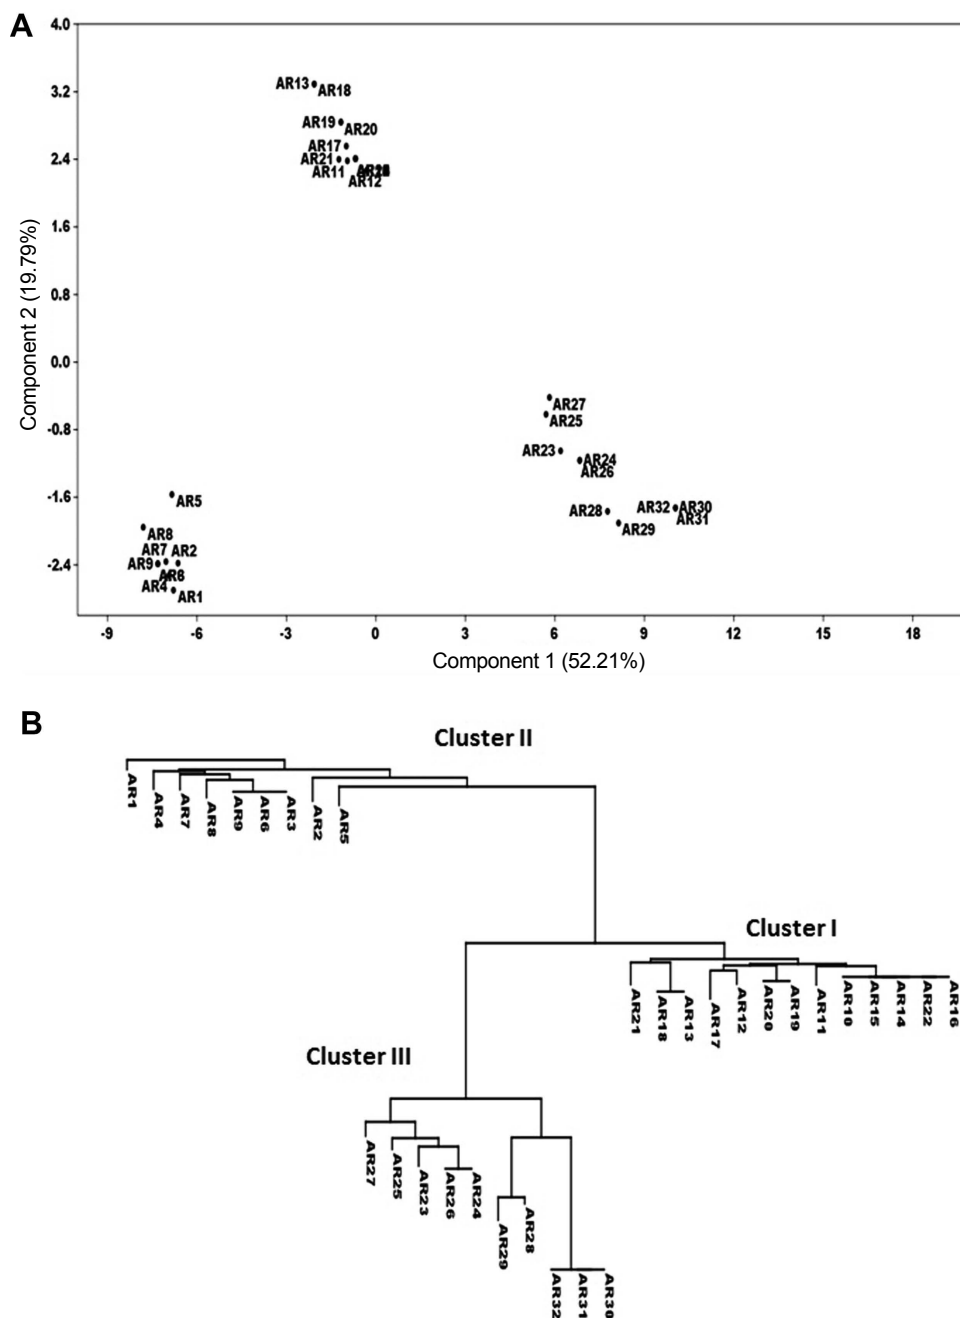 A
4.0
AR13
AR18
3.2
AR19
AR20
AR17
AR21
2.4
AR11
AR12
1.6
Component 2 (19.79%)
0.8
0.0
AR27
AR25
-0.8
AR23
AR24
AR26
-1.6
AR5
AR28
AR32
AR30
AR31
AR29
AR8
AR7
AR2
AR9
-2.4
AR4
AR1
-9 -6 -3 0 3 6 9 12 15 18
Component 1 (52.21%)
B
Cluster II
AR1
AR4
AR7
AR8
AR9
AR6
AR3
AR2
AR5
Cluster I
AR21
AR18
AR13
AR17
AR12
AR20
AR19
AR11
AR10
AR15
AR14
AR22
AR16
Cluster III
AR27
AR25
AR23
AR26
AR24
AR29
AR28
AR32
AR31
AR30